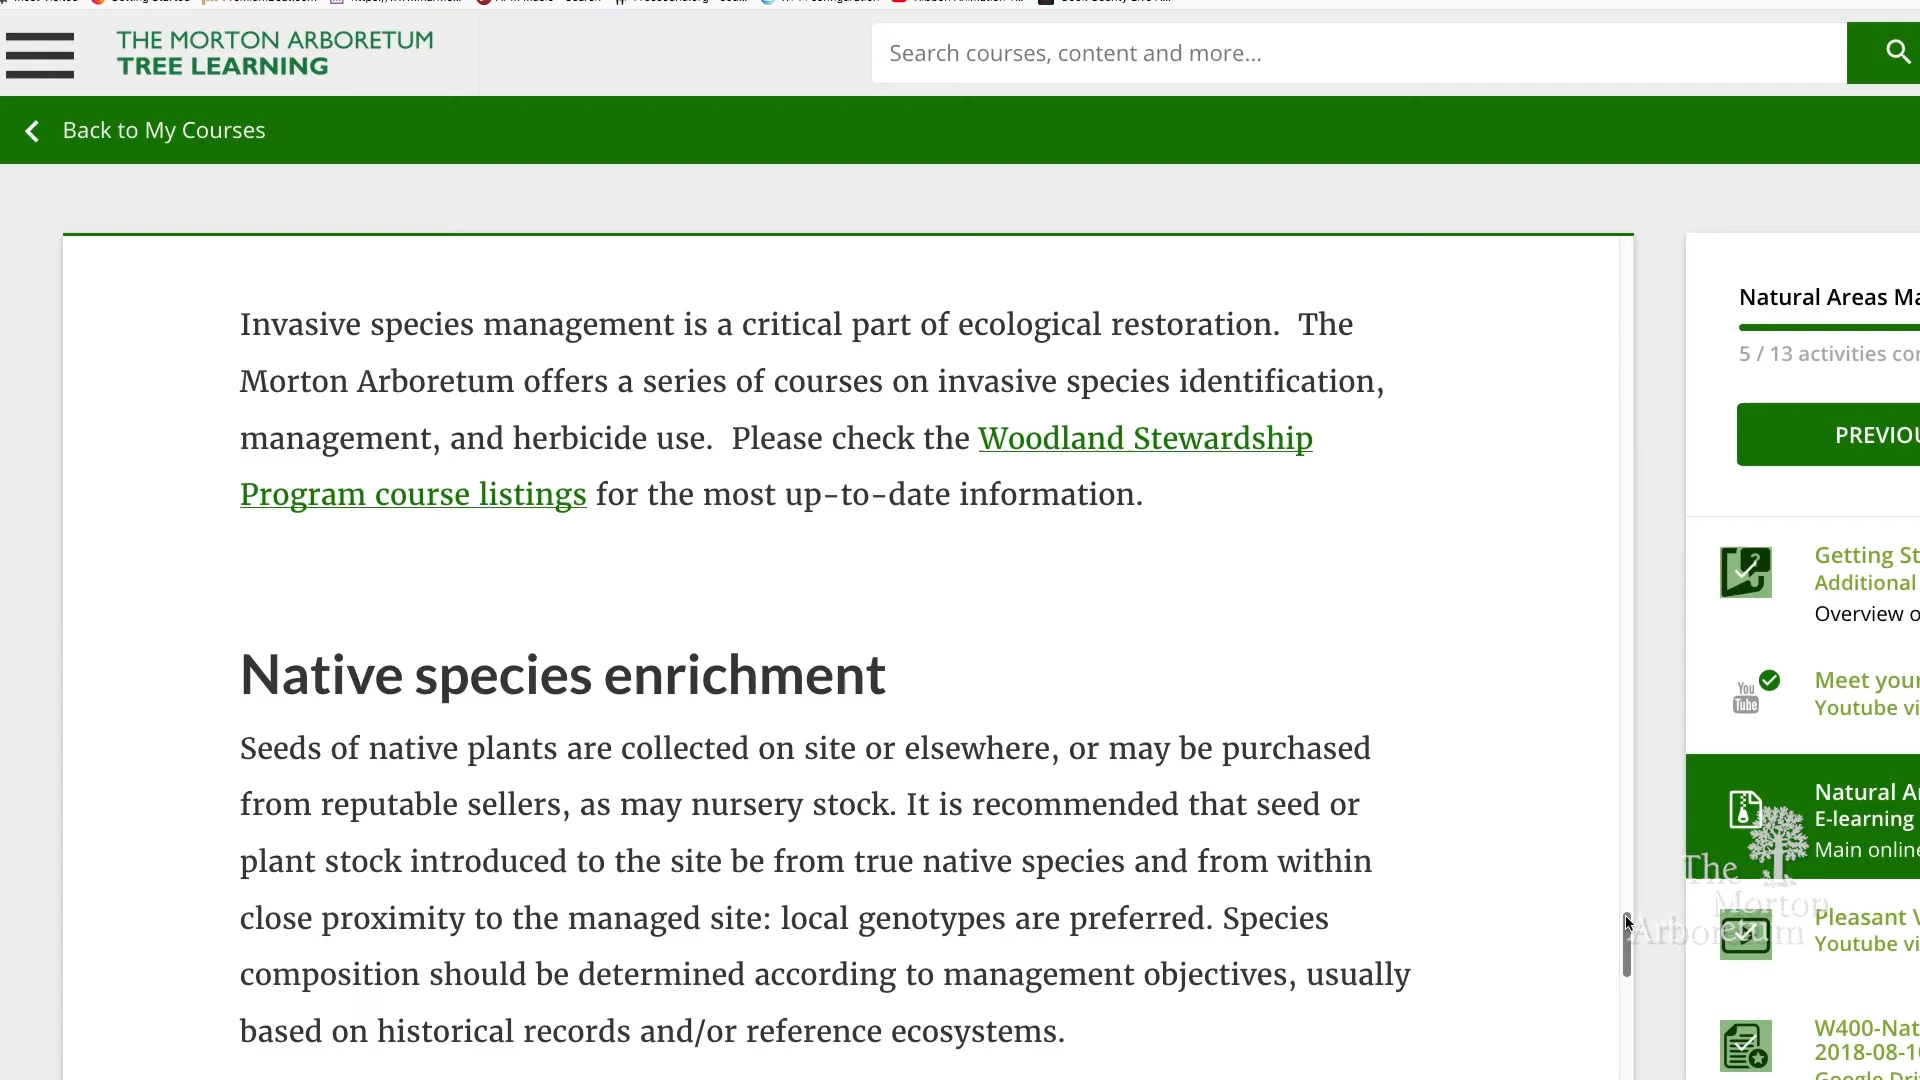 THE MORTON ARBORETUM
TREE LEARNING
Search courses, content and more...
Back to My Courses
Invasive species management is a critical part of ecological restoration. The
Morton Arboretum offers a series of courses on invasive species identification,
management, and herbicide use. Please check the Woodland Stewardship
Program course listings for the most up-to-date information.
Native species enrichment
Seeds of native plants are collected on site or elsewhere, or may be purchased
from reputable sellers, as may nursery stock. It is recommended that seed or
plant stock introduced to the site be from true native species and from within
close proximity to the managed site: local genotypes are preferred. Species
composition should be determined according to management objectives, usually
based on historical records and/or reference ecosystems.
Natural Areas Ma
5 / 13 activities co
PREVIOU
Getting St
Additional
Overview o
You
Tube
Meet your
Youtube vi
Natural A
E-learning
Main online
The
Morton
Arboretum
Pleasant V
Youtube vi
W400-Nat
2018-08-1